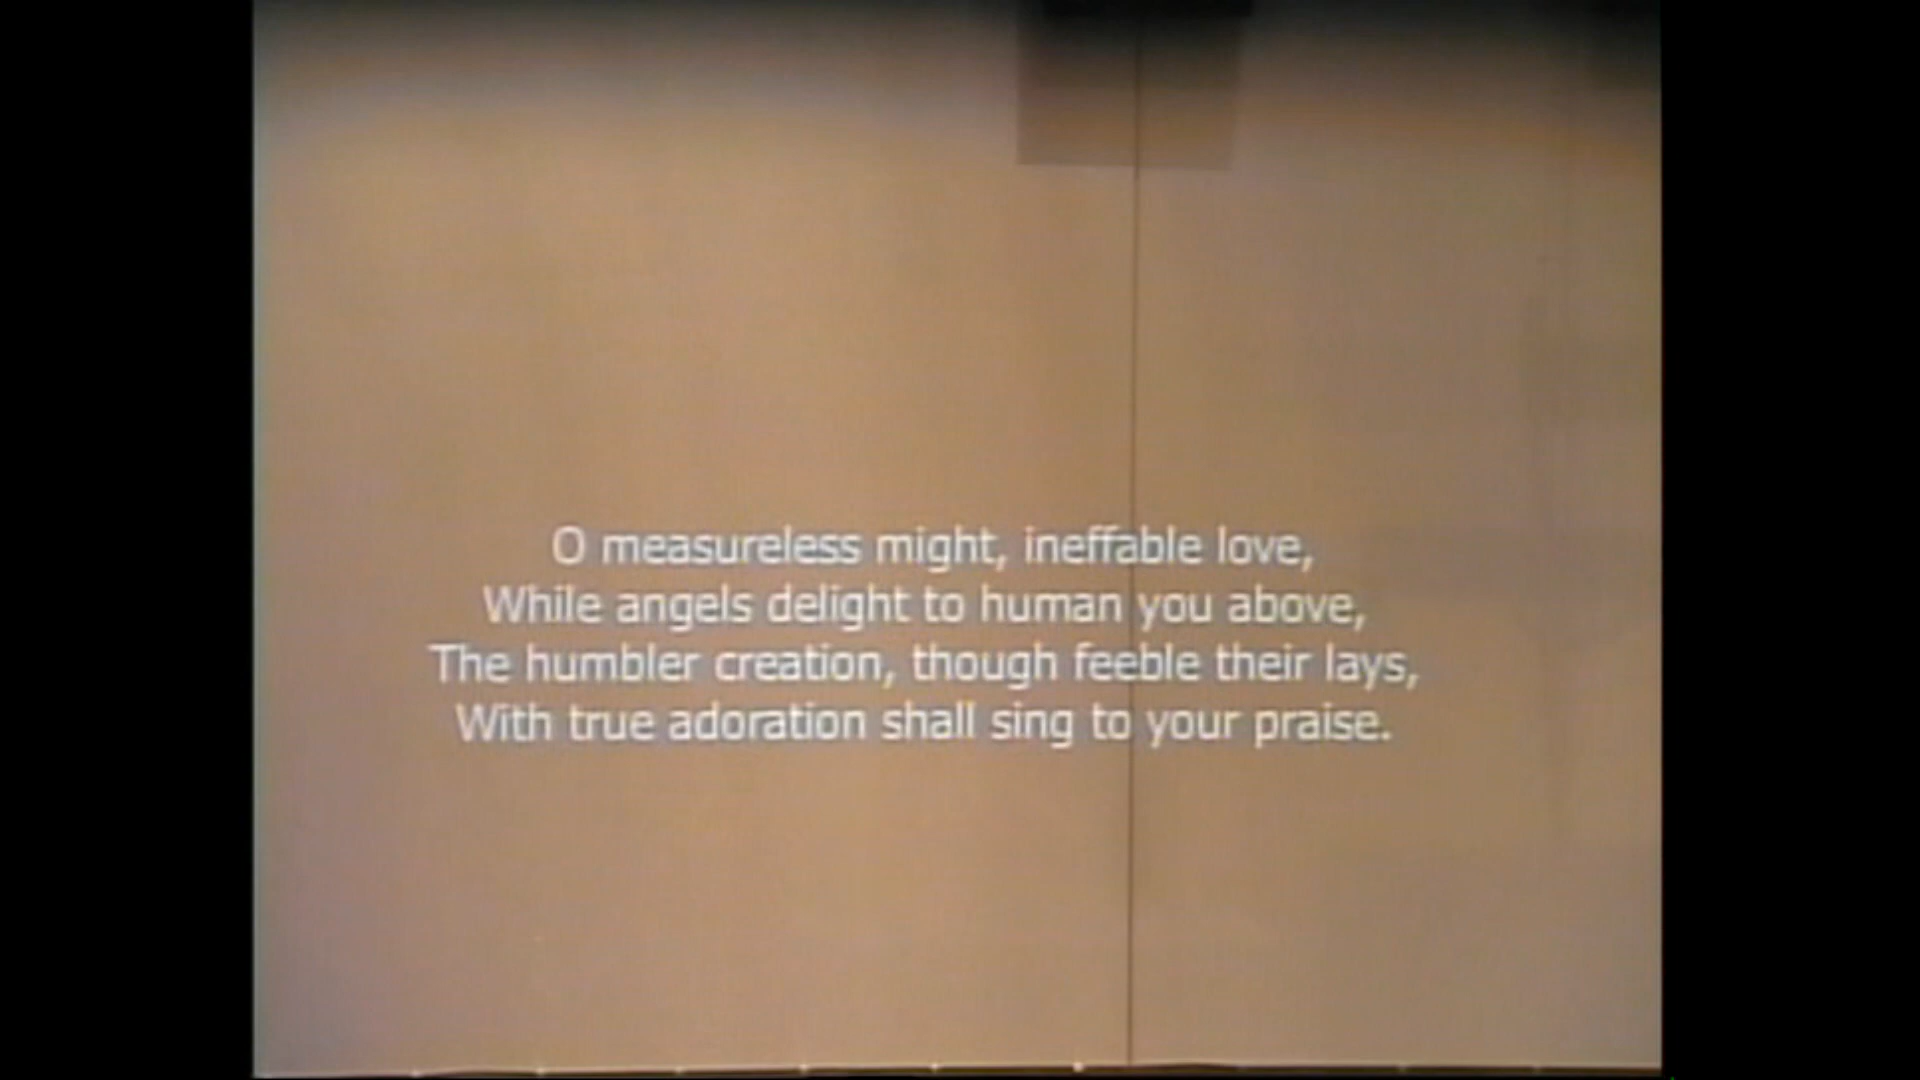 O measureless might, ineffable love,
While angels delight to human you above,
The humbler creation, though feeble their lays,
With true adoration shall sing to your praise.